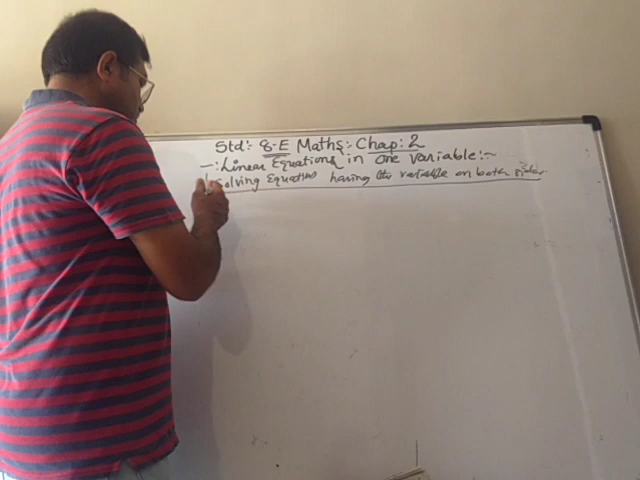 Std:- 8-E Maths:- Chap: 2
-: Linear Equations in One Variable:-
Solving Equations having the variable on both sides.